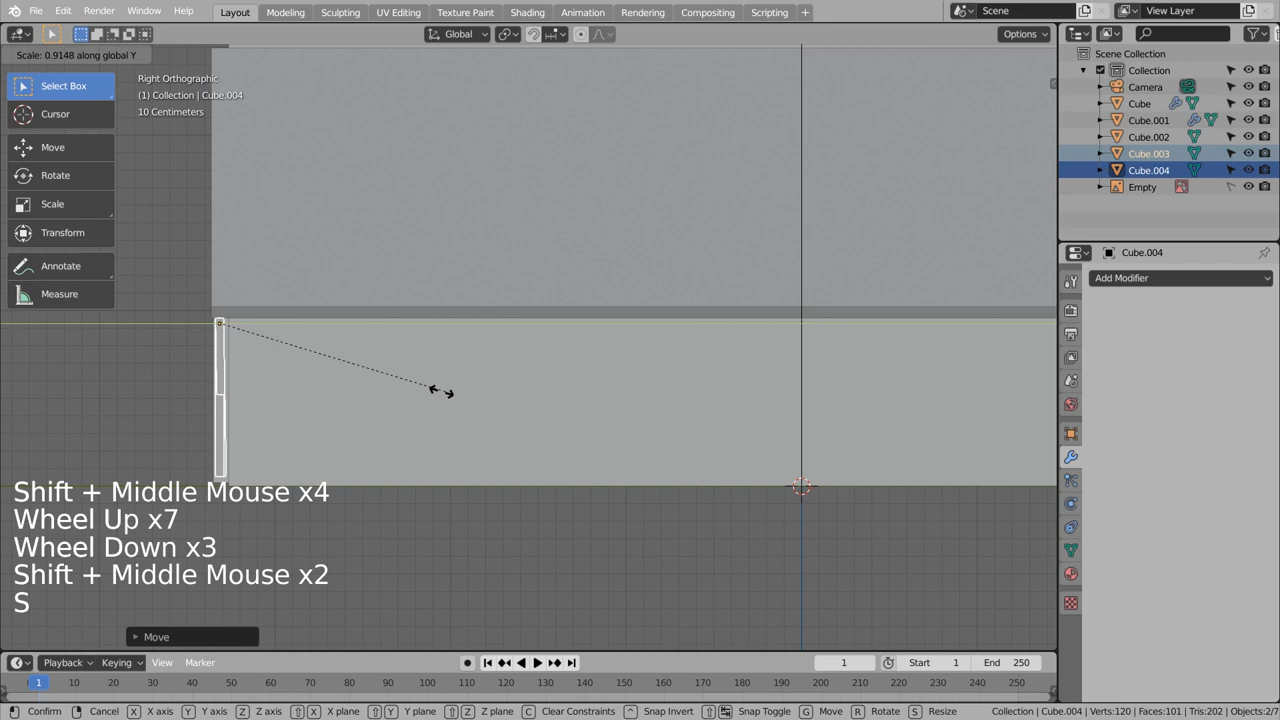 File Edit Render Window Help
Layout Modeling Sculpting UV Editing Texture Paint Shading Animation Rendering Compositing Scripting +
Scene
View Layer
Global
Options
Scale: 0.9148 along global Y
Select Box
Cursor
Move
Rotate
Scale
Transform
Annotate
Measure
Right Orthographic
(1) Collection | Cube.004
10 Centimeters
Scene Collection
Collection
Camera
Cube
Cube.001
Cube.002
Cube.003
Cube.004
Empty
Cube.004
Add Modifier
Shift + Middle Mouse x4
Wheel Up x7
Wheel Down x3
Shift + Middle Mouse x2
S
Move
Playback Keying View Marker
1
Start 1
End 250
1 10 20 30 40 50 60 70 80 90 100 110 120 130 140 150 160 170 180 190 200 210 220 230 240 250
Confirm Cancel X X axis Y Y axis Z Z axis X X plane Y Y plane Z Z plane C Clear Constraints ^ Snap Invert Snap Toggle G Move R Rotate S Resize
Collection | Cube.004 | Verts:120 | Faces:101 | Tris:202 | Objects:2/7